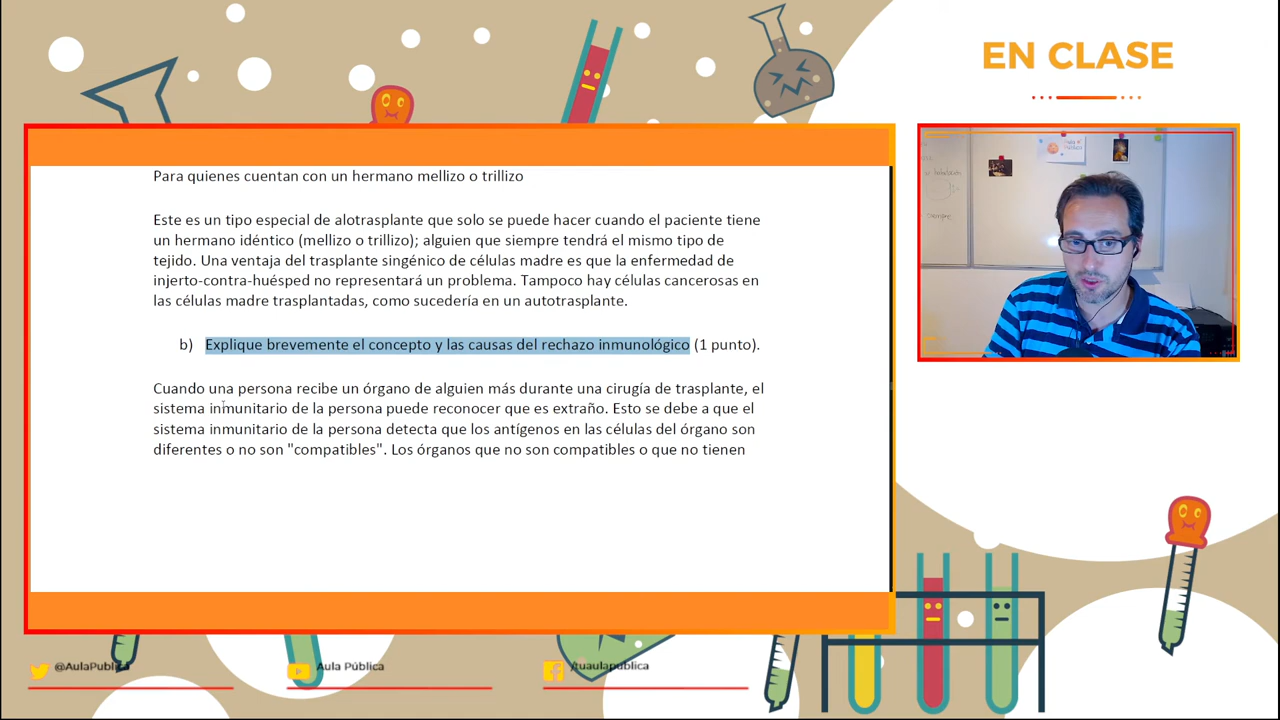 EN CLASE
Para quienes cuentan con un hermano mellizo o trillizo
Este es un tipo especial de alotrasplante que solo se puede hacer cuando el paciente tiene
un hermano idéntico (mellizo o trillizo); alguien que siempre tendrá el mismo tipo de
tejido. Una ventaja del trasplante singénico de células madre es que la enfermedad de
injerto-contra-huésped no representará un problema. Tampoco hay células cancerosas en
las células madre trasplantadas, como sucedería en un autotrasplante.
b) Explique brevemente el concepto y las causas del rechazo inmunológico (1 punto).
Cuando una persona recibe un órgano de alguien más durante una cirugía de trasplante, el
sistema inmunitario de la persona puede reconocer que es extraño. Esto se debe a que el
sistema inmunitario de la persona detecta que los antígenos en las células del órgano son
diferentes o no son "compatibles". Los órganos que no son compatibles o que no tienen
@AulaPublica
Aula Pública
/tuaulapublica